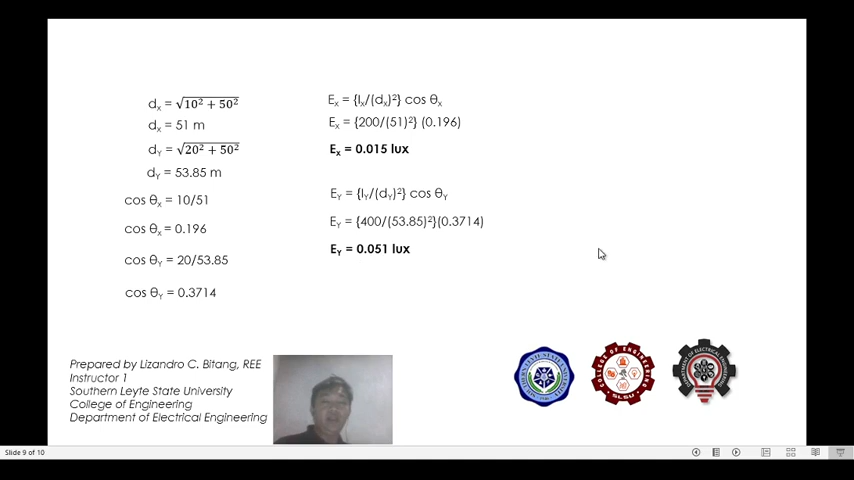 dₓ = √10² + 50²
dₓ = 51 m
dY = √20² + 50²
dY = 53.85 m
cos θₓ = 10/51
cos θₓ = 0.196
cos θY = 20/53.85
cos θY = 0.3714
Eₓ = {Iₓ/(dₓ)²} cos θₓ
Eₓ = {200/(51)²} (0.196)
Eₓ = 0.015 lux
EY = {IY/(dY)²} cos θY
EY = {400/(53.85)²}(0.3714)
EY = 0.051 lux
Prepared by Lizandro C. Bitang, REE
Instructor 1
Southern Leyte State University
College of Engineering
Department of Electrical Engineering
COLLEGE OF ENGINEERING
SLSU
Slide 9 of 10